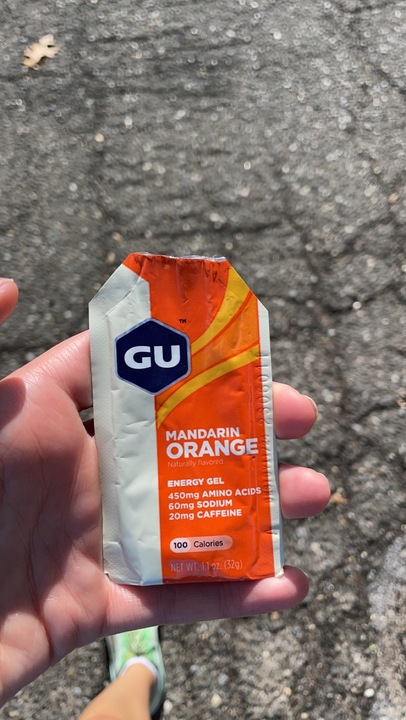 GU
™
MANDARIN
ORANGE
Naturally flavored
ENERGY GEL
450mg AMINO ACIDS
60mg SODIUM
20mg CAFFEINE
100 Calories
NET WT. 1.1 oz. (32g)